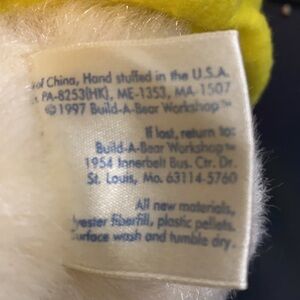 of China, Hand stuffed in the U.S.A.
PA-8253(HK), ME-1353, MA-1507
©1997 Build-A-Bear Workshop™
If lost, return to:
Build-A-Bear Workshop™
1954 Innerbelt Bus. Ctr. Dr.
St. Louis, Mo. 63114-5760
All new materials,
fiberfill, plastic pellets.
Surface wash and tumble dry.